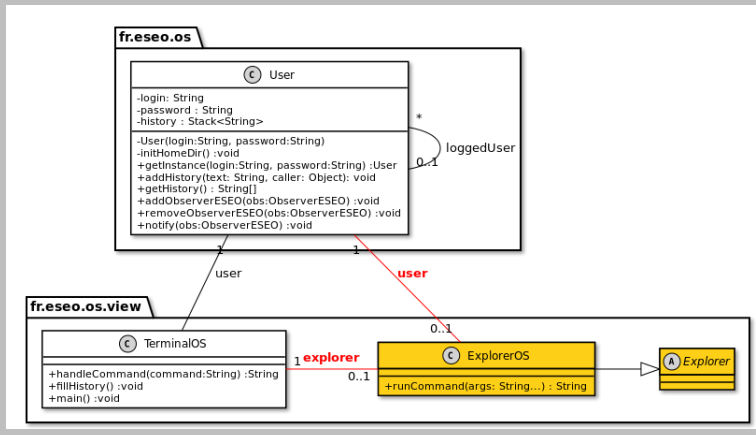 fr.eseo.os
C User
-login: String
-password : String
-history : Stack<String>
-User(login:String, password:String)
-initHomeDir() :void
+getInstance(login:String, password:String) :User
+addHistory(text: String, caller: Object): void
+getHistory() : String[]
+addObserverESEO(obs:ObserverESEO) :void
+removeObserverESEO(obs:ObserverESEO) :void
+notify(obs:ObserverESEO) :void
*
loggedUser
0..1
1
1
user
user
fr.eseo.os.view
0..1
C TerminalOS
+handleCommand(command:String) :String
+fillHistory() :void
+main() :void
1
explorer
0..1
C ExplorerOS
+runCommand(args: String...) : String
A Explorer